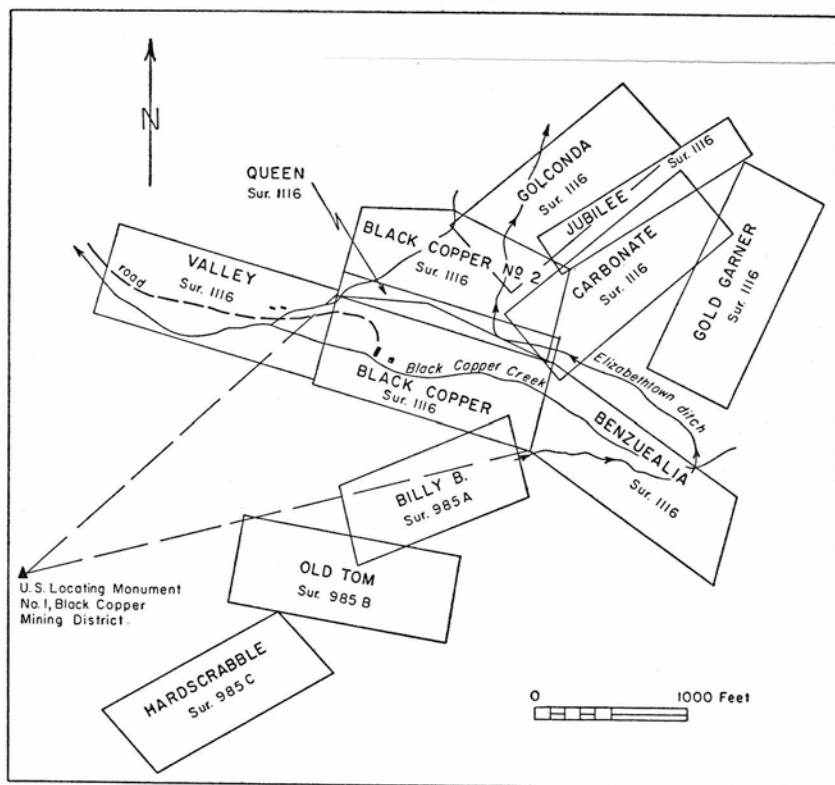 N
QUEEN
Sur. 1116
GOLCONDA
Sur. 1116
JUBILEE
Sur. 1116
BLACK COPPER NO 2
Sur. 1116
CARBONATE
Sur. 1116
GOLD GARNER
Sur. 1116
VALLEY
Sur. 1116
road
Black Copper Creek
BLACK COPPER
Sur. 1116
Elizabethtown ditch
BENZUEALIA
Sur. 1116
BILLY B.
Sur. 985A
OLD TOM
Sur. 985 B
U.S. Locating Monument
No. 1, Black Copper
Mining District
HARDSCRABBLE
Sur. 985C
0 1000 Feet